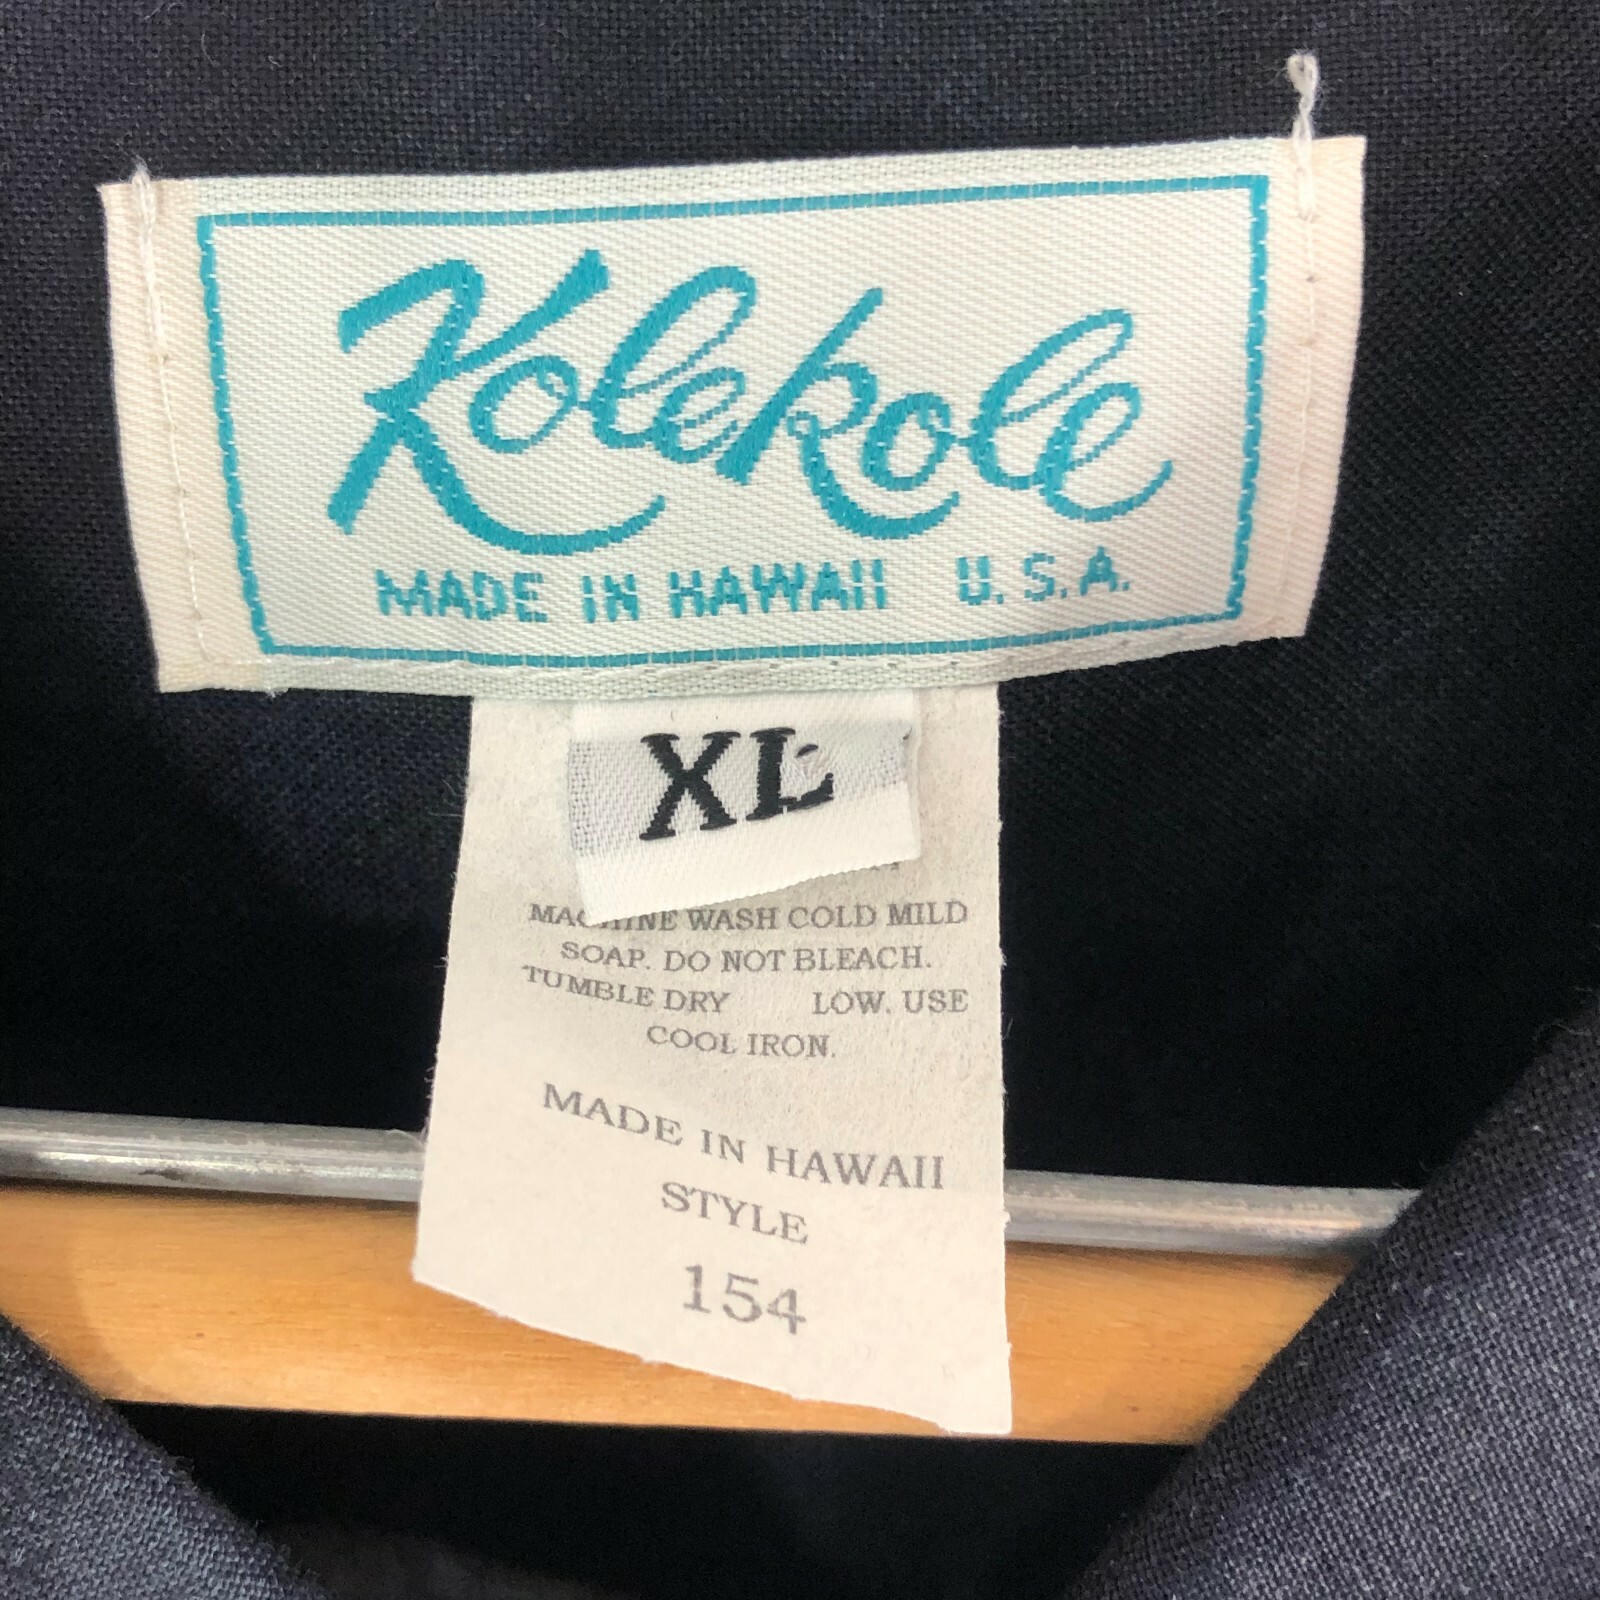 Kolekole
MADE IN HAWAII U.S.A.
XL
MACHINE WASH COLD MILD
SOAP. DO NOT BLEACH.
TUMBLE DRY LOW. USE
COOL IRON.
MADE IN HAWAII
STYLE
154